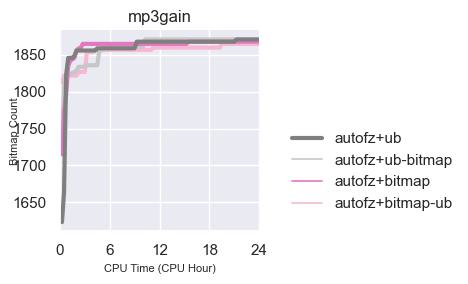 mp3gain
Bitmap Count
1850
1800
1750
1700
1650
0 6 12 18 24
CPU Time (CPU Hour)
autofz+ub
autofz+ub-bitmap
autofz+bitmap
autofz+bitmap-ub